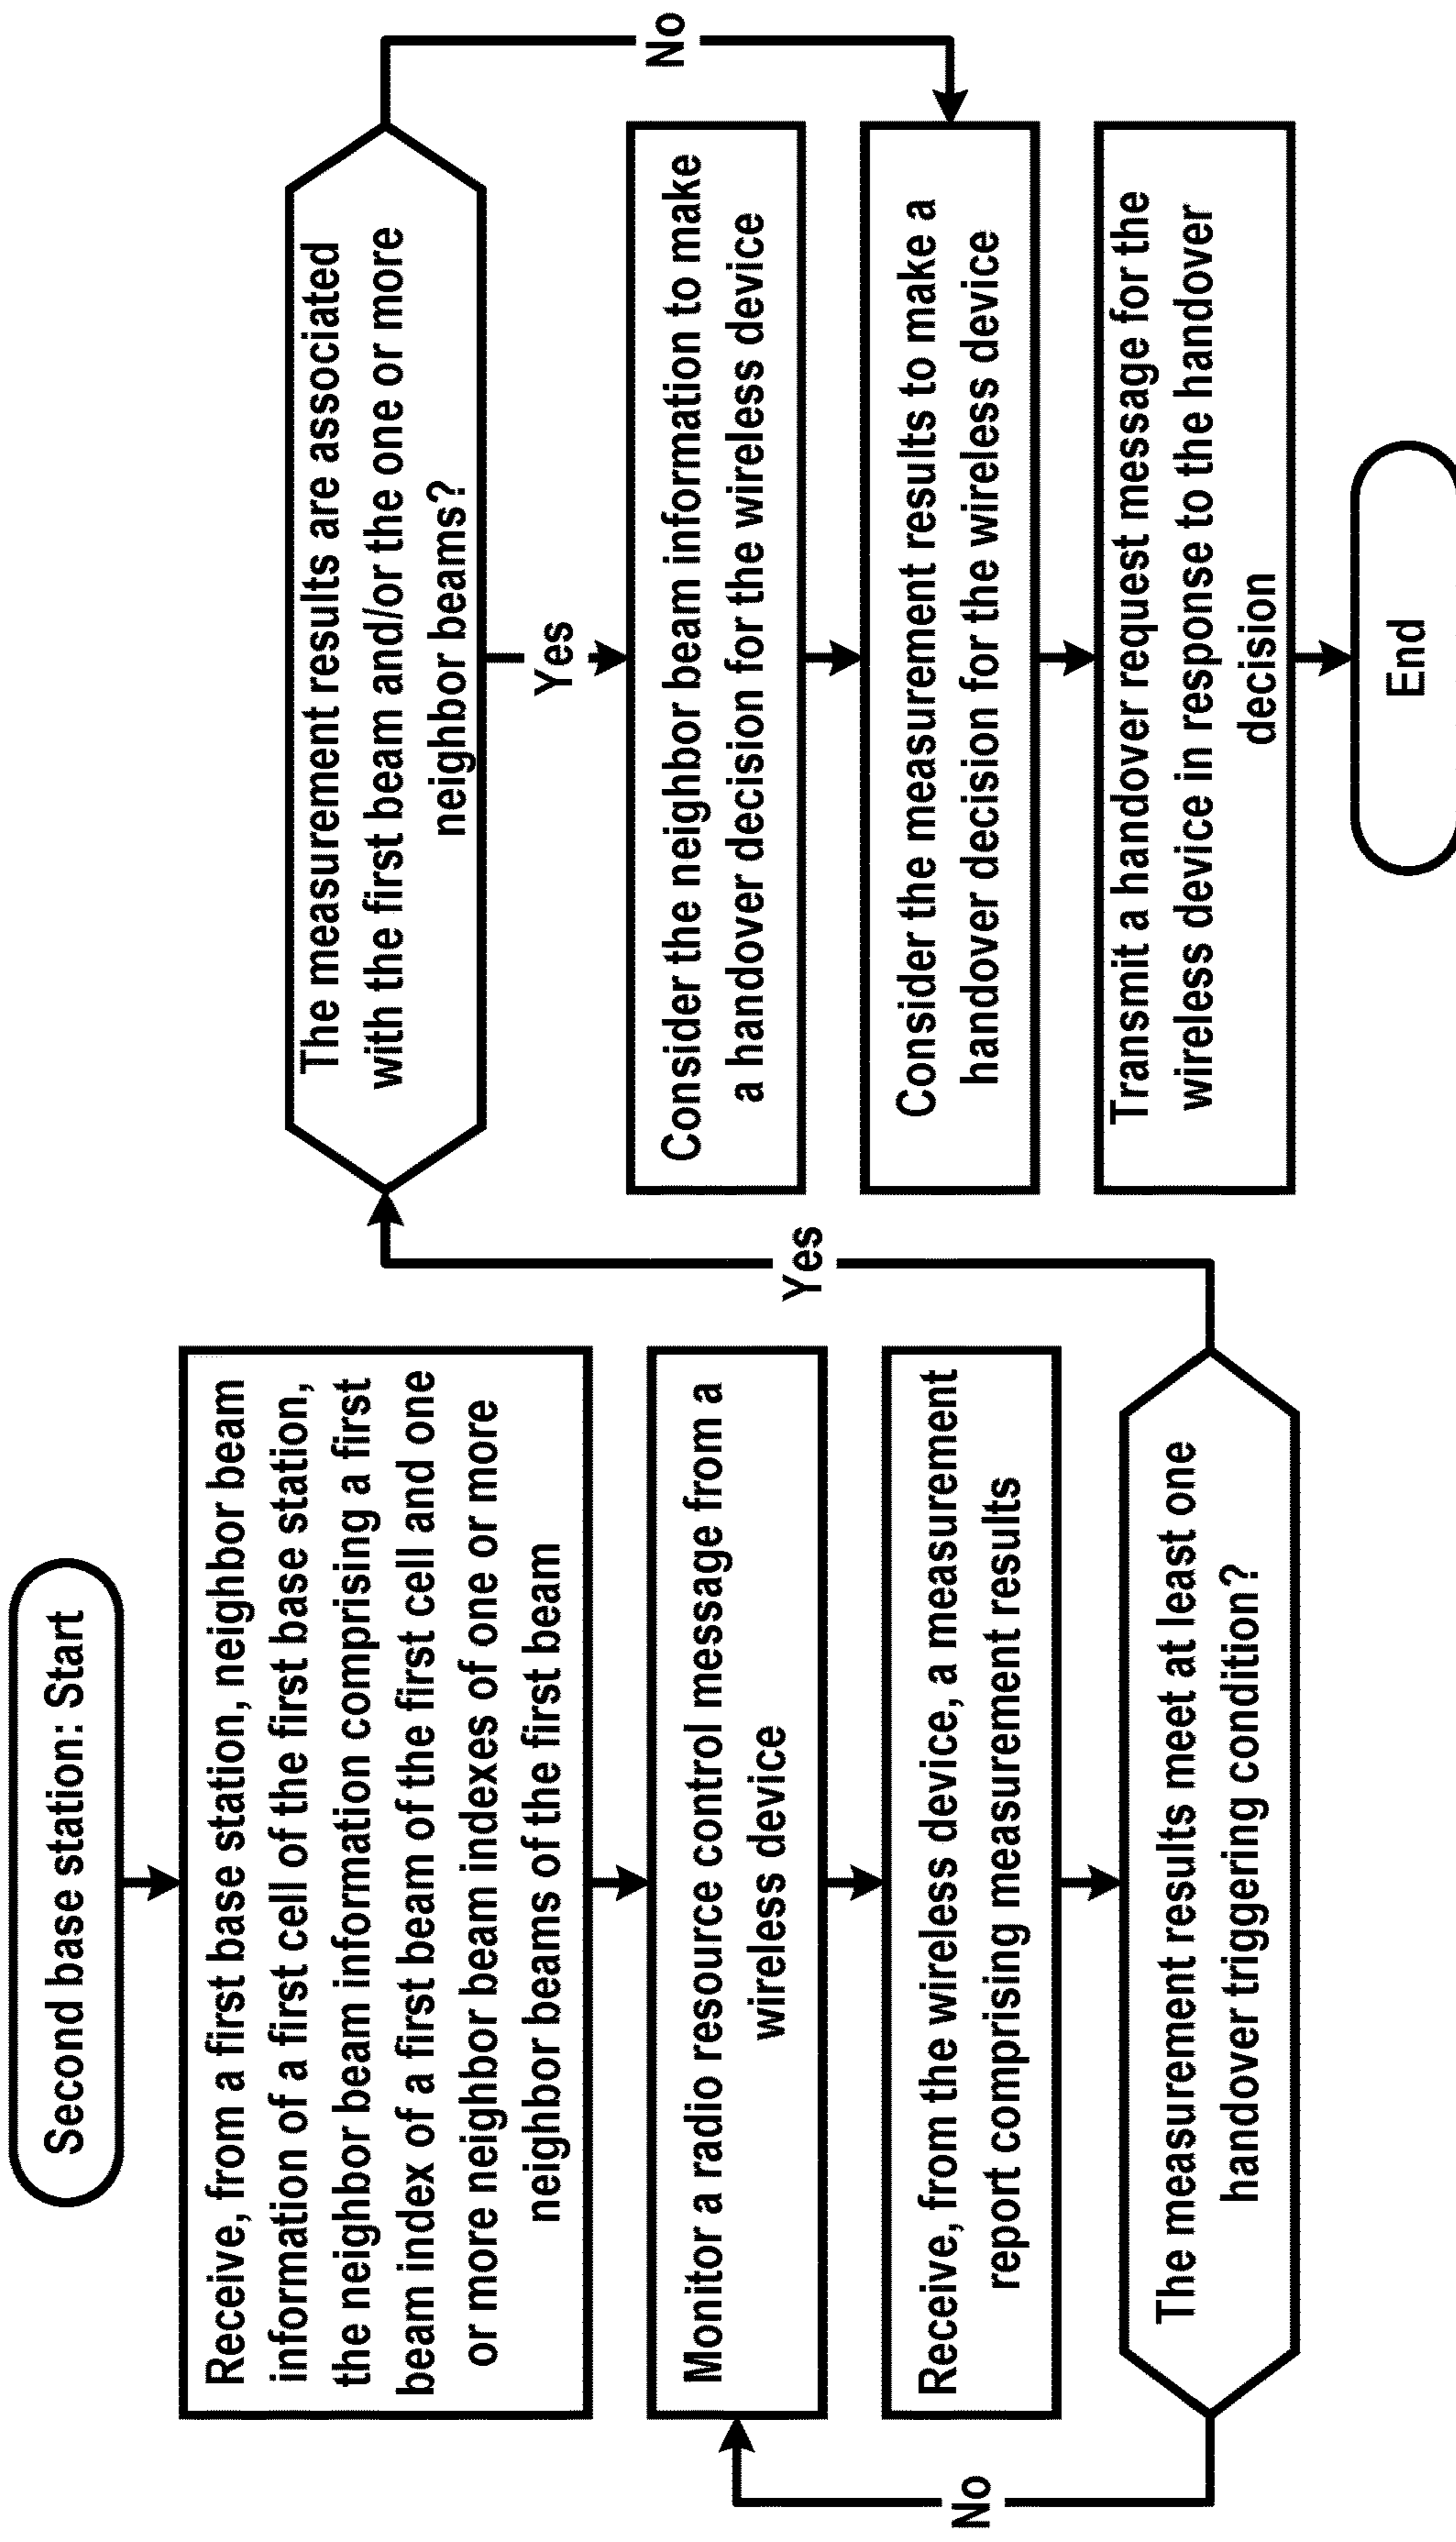 Second base station: Start
Receive, from a first base station, neighbor beam
information of a first cell of the first base station,
the neighbor beam information comprising a first
beam index of a first beam of the first cell and one
or more neighbor beam indexes of one or more
neighbor beams of the first beam
Monitor a radio resource control message from a
wireless device
Receive, from the wireless device, a measurement
report comprising measurement results
The measurement results meet at least one
handover triggering condition?
No
Yes
The measurement results are associated
with the first beam and/or the one or more
neighbor beams?
Yes
No
Consider the neighbor beam information to make
a handover decision for the wireless device
Consider the measurement results to make a
handover decision for the wireless device
Transmit a handover request message for the
wireless device in response to the handover
decision
End